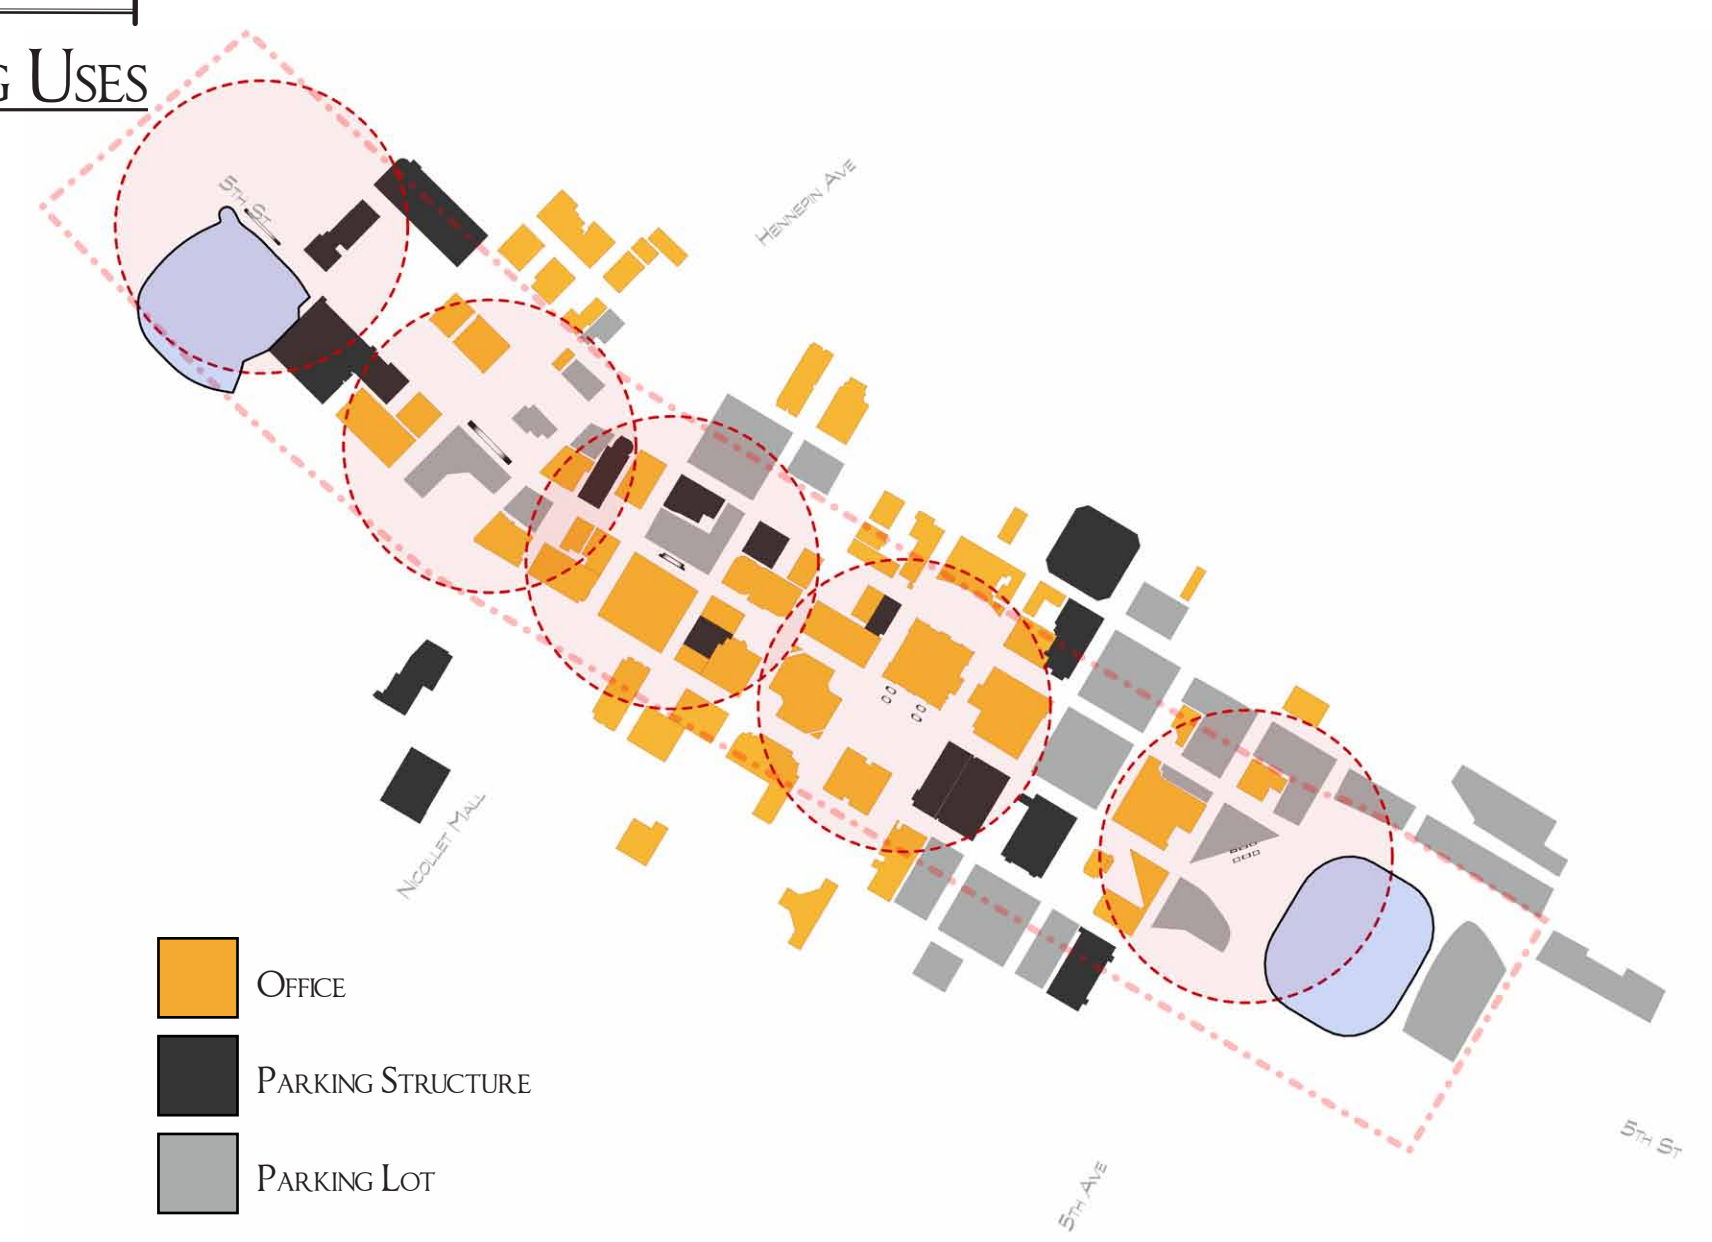 G USES
5TH ST
HENNEPIN AVE
NICOLLET MALL
OFFICE
PARKING STRUCTURE
PARKING LOT
5TH AVE
5TH ST